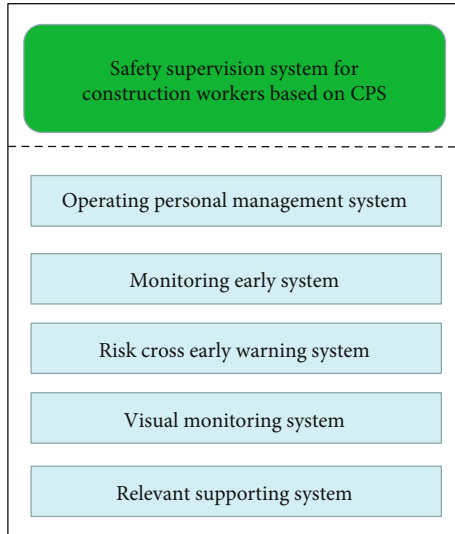 Safety supervision system for
construction workers based on CPS
Operating personal management system
Monitoring early system
Risk cross early warning system
Visual monitoring system
Relevant supporting system